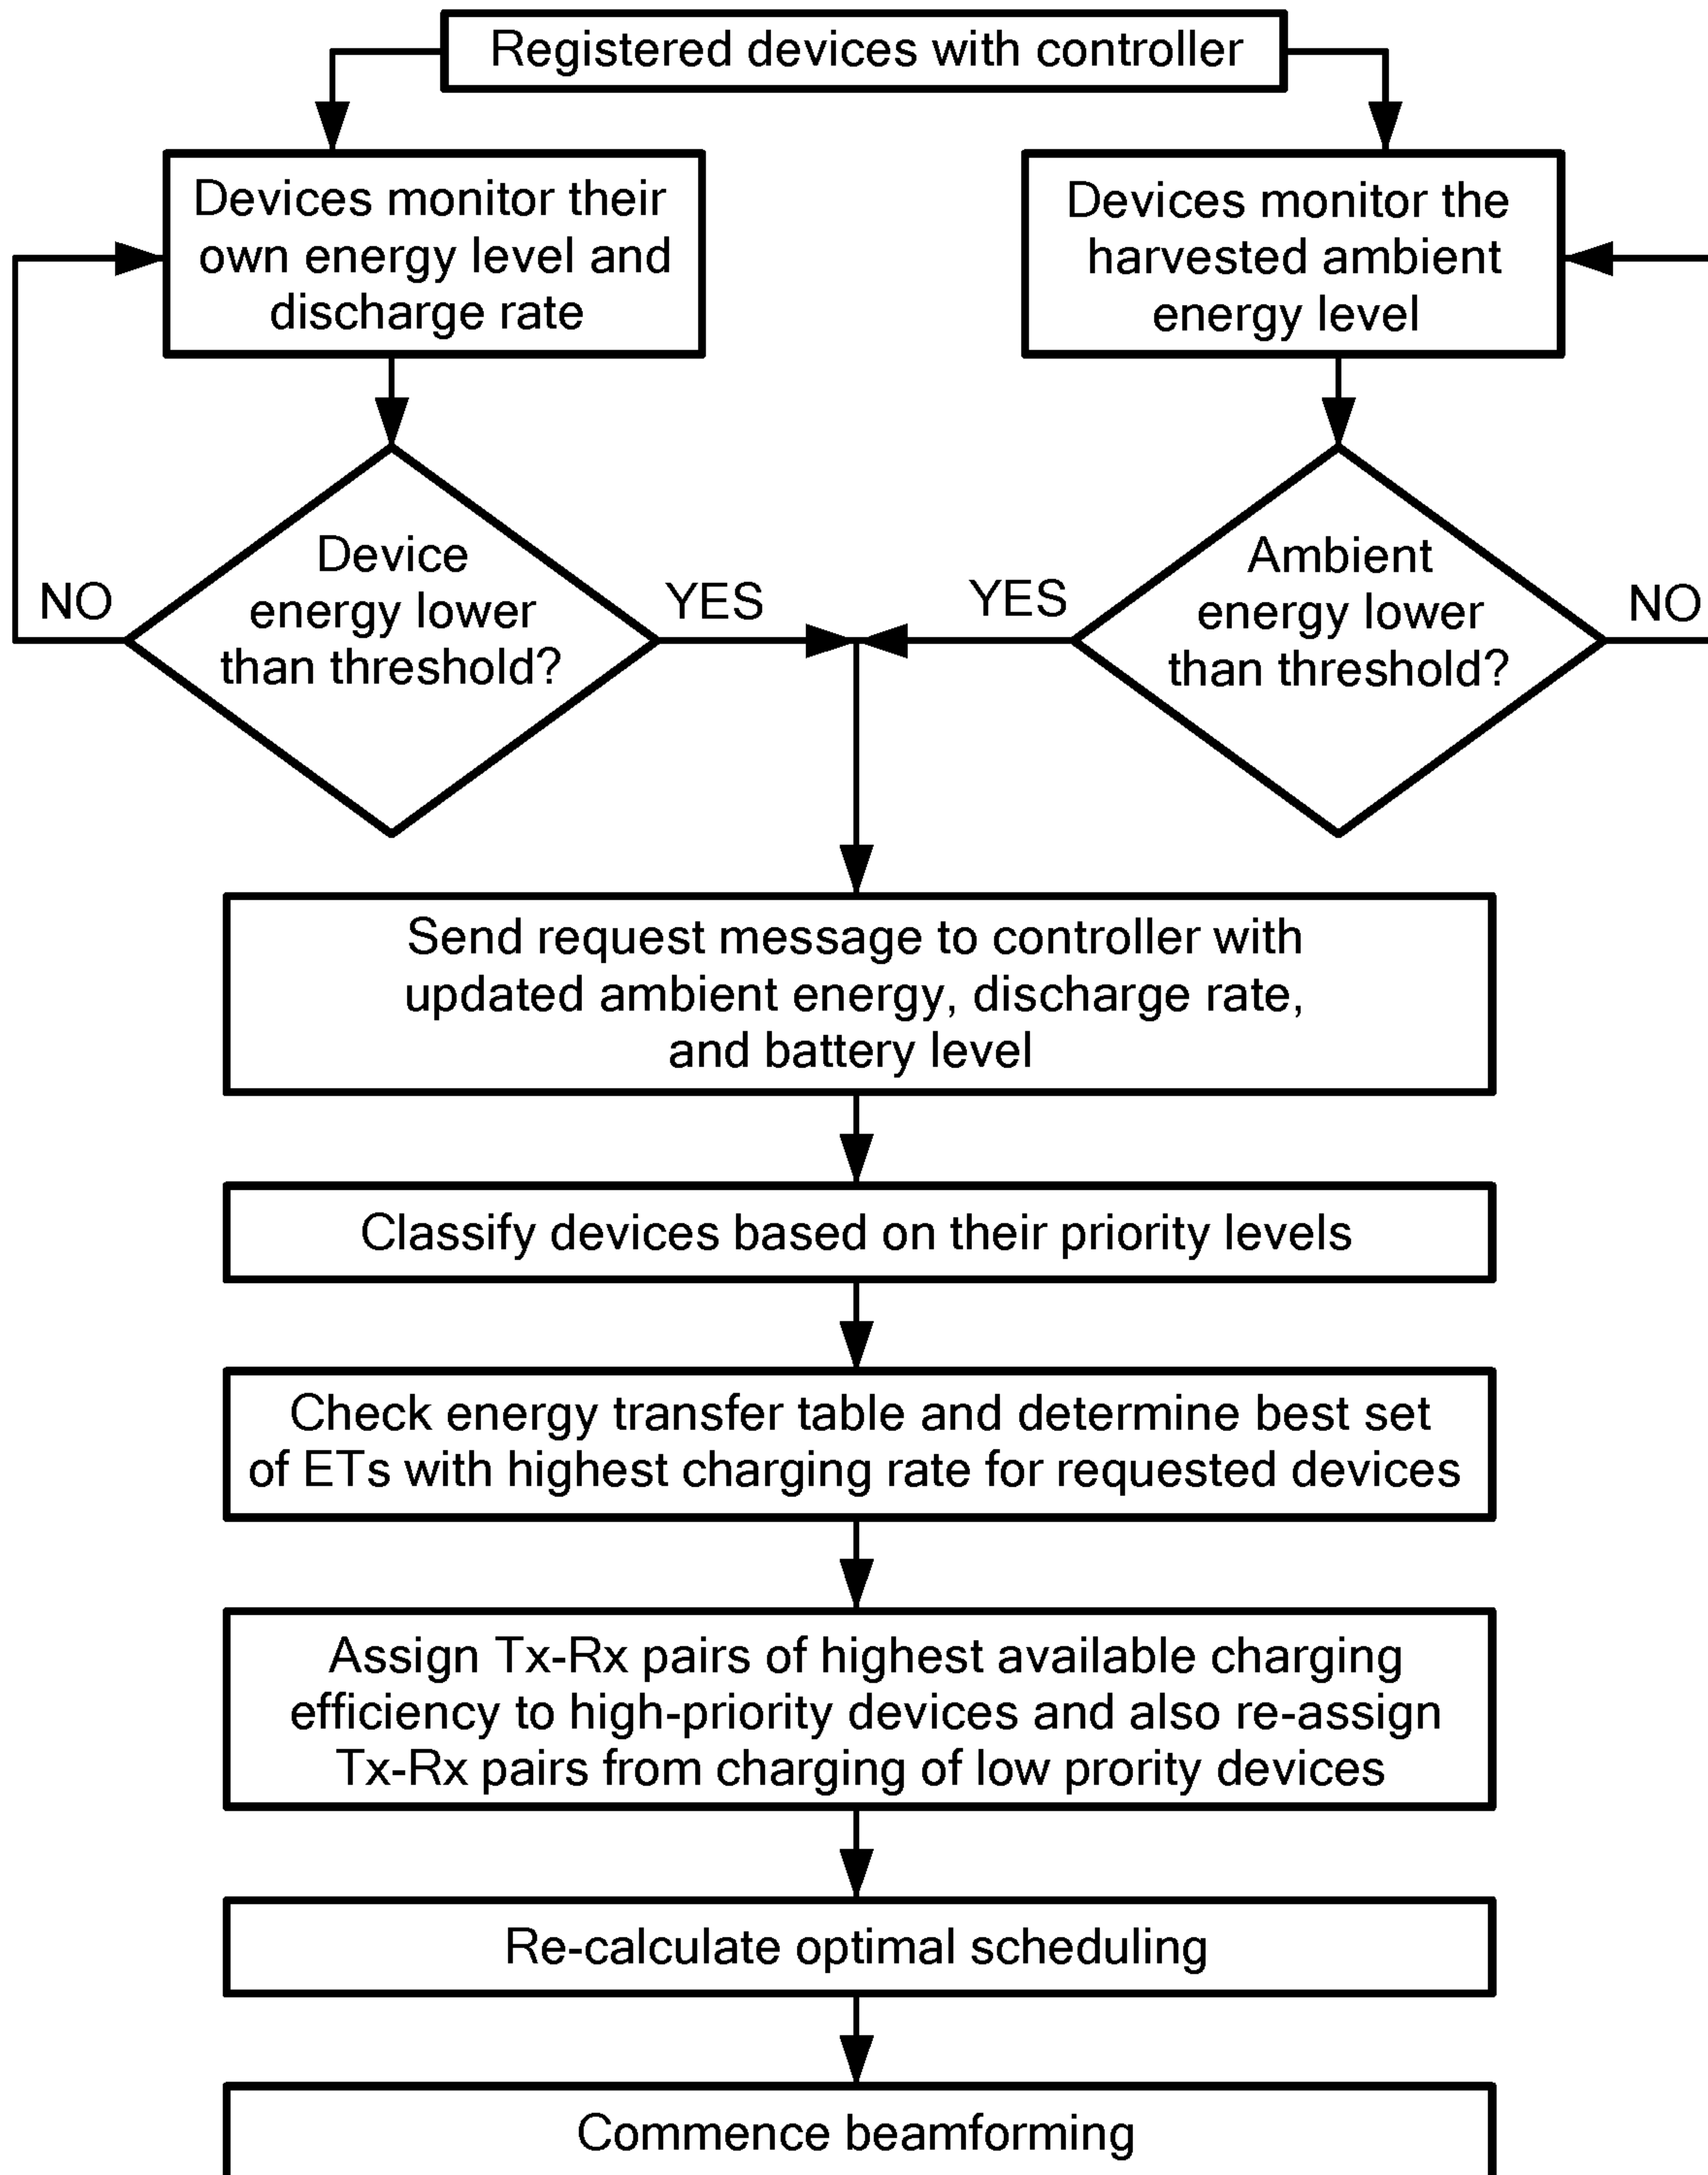 Registered devices with controller
Devices monitor their
own energy level and
discharge rate
Devices monitor the
harvested ambient
energy level
Device
energy lower
than threshold?
NO
YES
YES
Ambient
energy lower
than threshold?
NO
Send request message to controller with
updated ambient energy, discharge rate,
and battery level
Classify devices based on their priority levels
Check energy transfer table and determine best set
of ETs with highest charging rate for requested devices
Assign Tx-Rx pairs of highest available charging
efficiency to high-priority devices and also re-assign
Tx-Rx pairs from charging of low prority devices
Re-calculate optimal scheduling
Commence beamforming